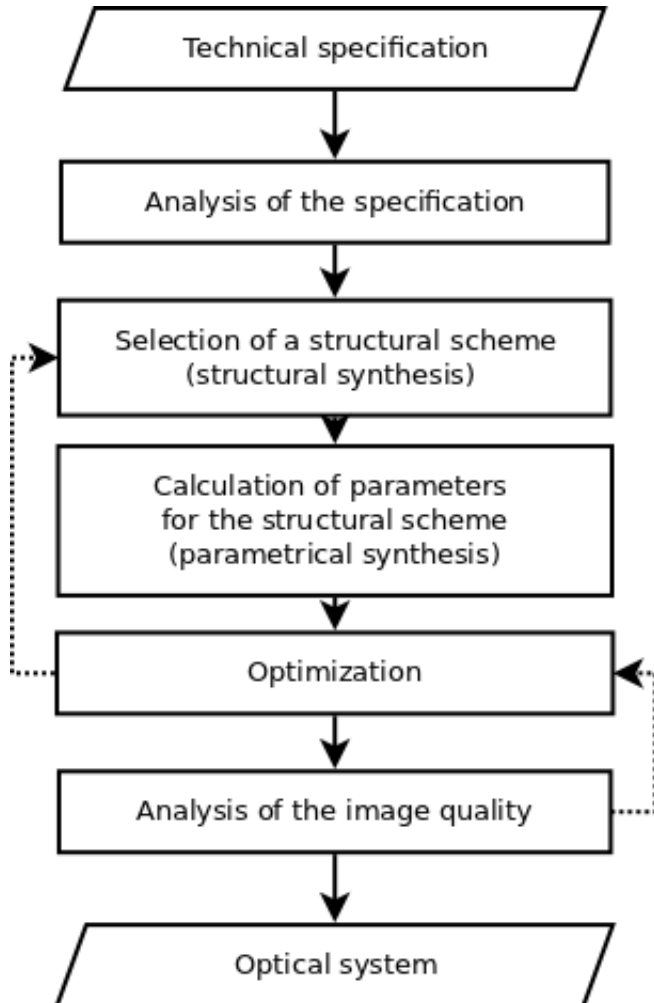 Technical specification
Analysis of the specification
Selection of a structural scheme
(structural synthesis)
Calculation of parameters
for the structural scheme
(parametrical synthesis)
Optimization
Analysis of the image quality
Optical system